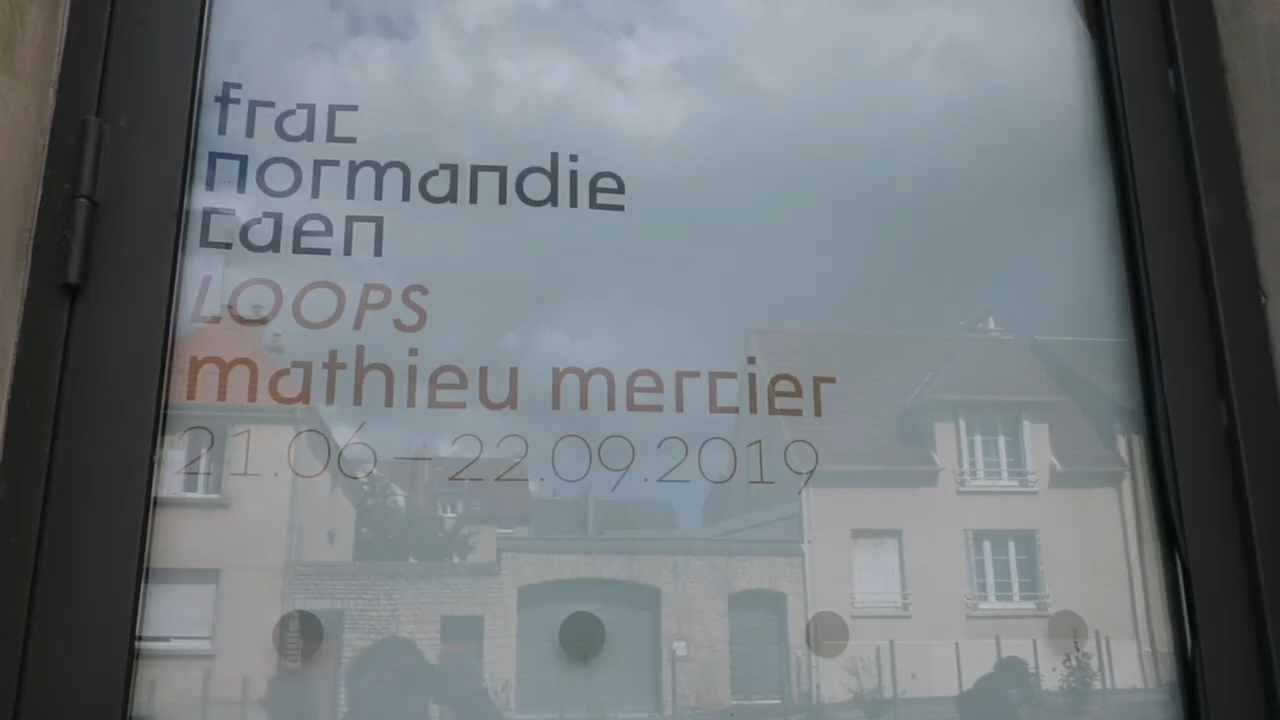 frac
normandie
caen
LOOPS
mathieu mercier
21.06–22.09.2019